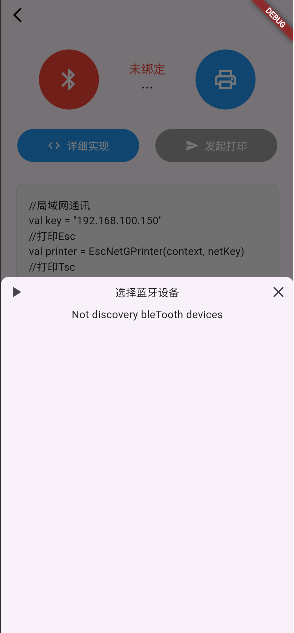 DEBUG
未绑定
...
详细实现
发起打印
//局域网通讯
val key = "192.168.100.150"
//打印Esc
val printer = EscNetGPrinter(context, netKey)
//打印Tsc
选择蓝牙设备
Not discovery bleTooth devices